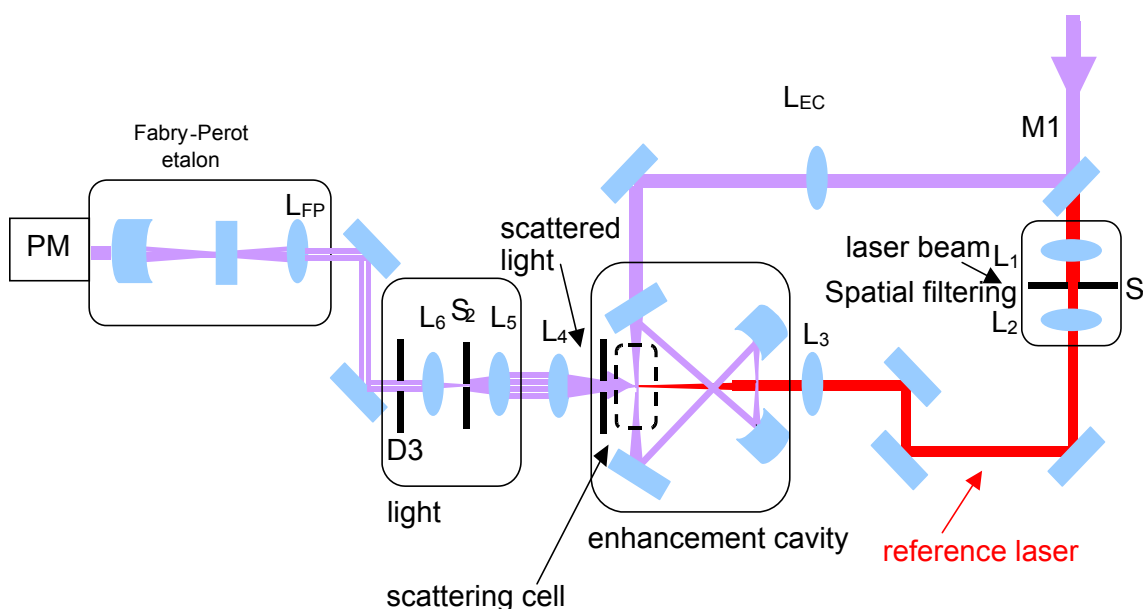 Fabry-Perot
etalon
PM
LFP
L6
S2
L5
L4
D3
light
scattered
light
LEC
M1
laser beam
L1
Spatial filtering
S
L2
L3
enhancement cavity
reference laser
scattering cell